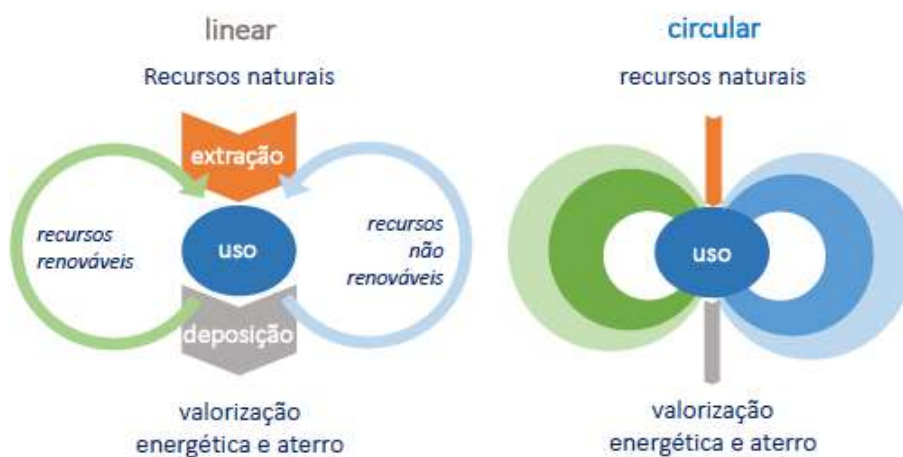 linear
Recursos naturais
extração
recursos
renováveis
uso
recursos
não
renováveis
deposição
valorização
energética e aterro
circular
recursos naturais
uso
valorização
energética e aterro